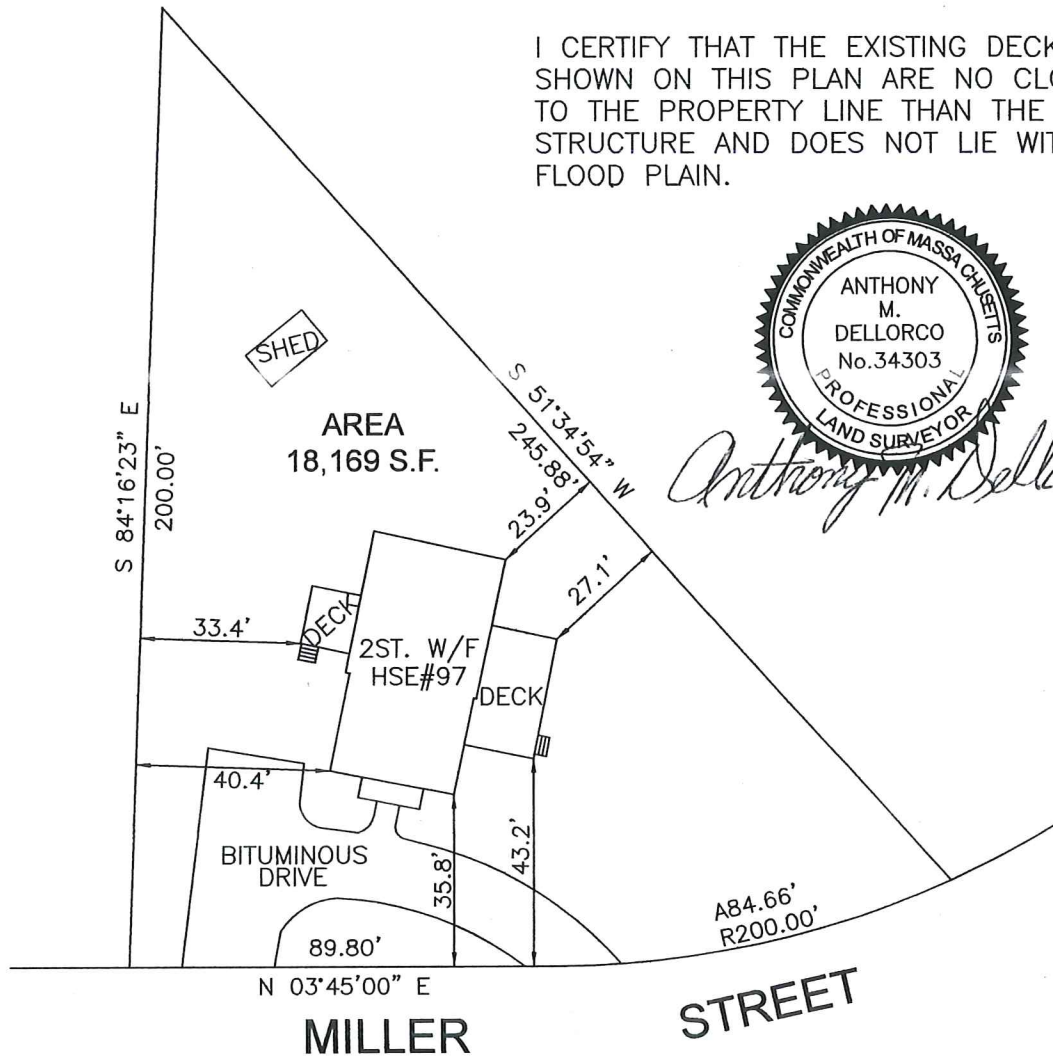 I CERTIFY THAT THE EXISTING DECK
SHOWN ON THIS PLAN ARE NO CLO
TO THE PROPERTY LINE THAN THE
STRUCTURE AND DOES NOT LIE WIT
FLOOD PLAIN.
COMMONWEALTH OF MASSACHUSETTS
ANTHONY
M.
DELLORCO
No.34303
PROFESSIONAL
LAND SURVEYOR
Anthony M. Dello
SHED
AREA
18,169 S.F.
S 84°16'23" E
200.00'
S 51°34'54" W
245.88'
23.9'
27.1'
33.4'
DECK
2ST. W/F
HSE#97
DECK
40.4'
BITUMINOUS
DRIVE
35.8'
43.2'
89.80'
N 03°45'00" E
A84.66'
R200.00'
MILLER STREET